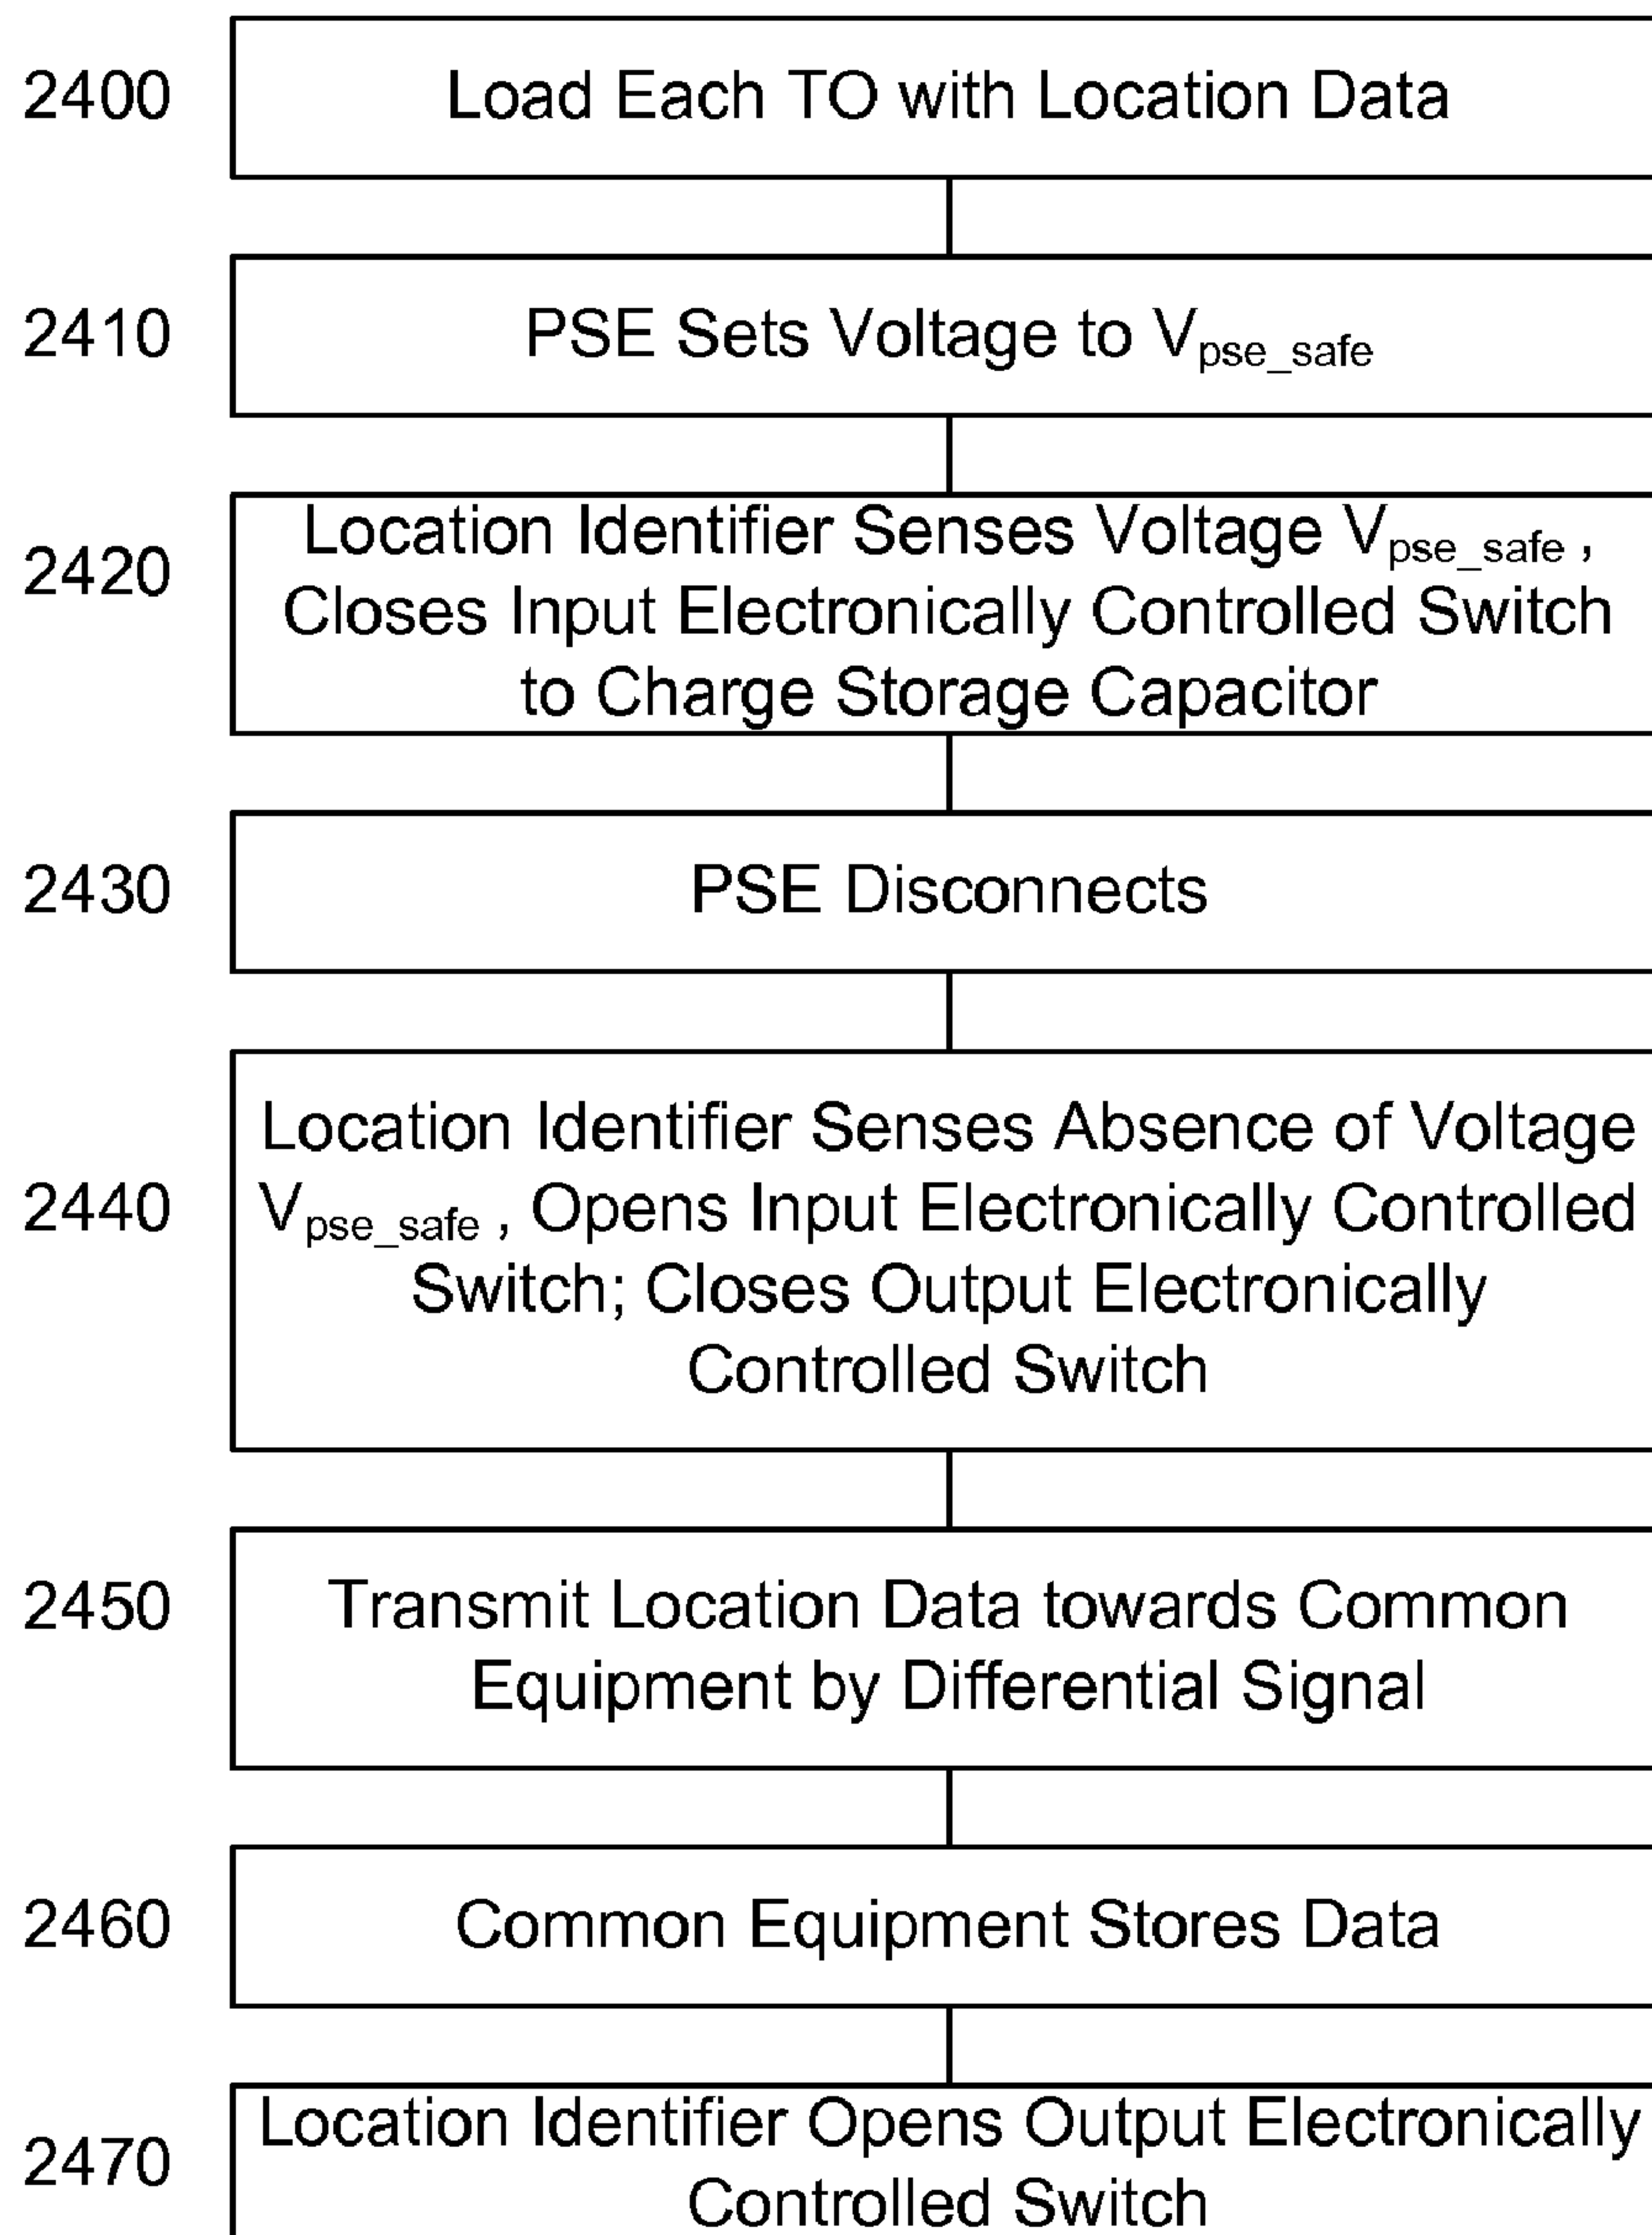 2400
Load Each TO with Location Data
2410
PSE Sets Voltage to Vpse_safe
2420
Location Identifier Senses Voltage Vpse_safe ,
Closes Input Electronically Controlled Switch
to Charge Storage Capacitor
2430
PSE Disconnects
2440
Location Identifier Senses Absence of Voltage
Vpse_safe , Opens Input Electronically Controlled
Switch; Closes Output Electronically
Controlled Switch
2450
Transmit Location Data towards Common
Equipment by Differential Signal
2460
Common Equipment Stores Data
2470
Location Identifier Opens Output Electronically
Controlled Switch